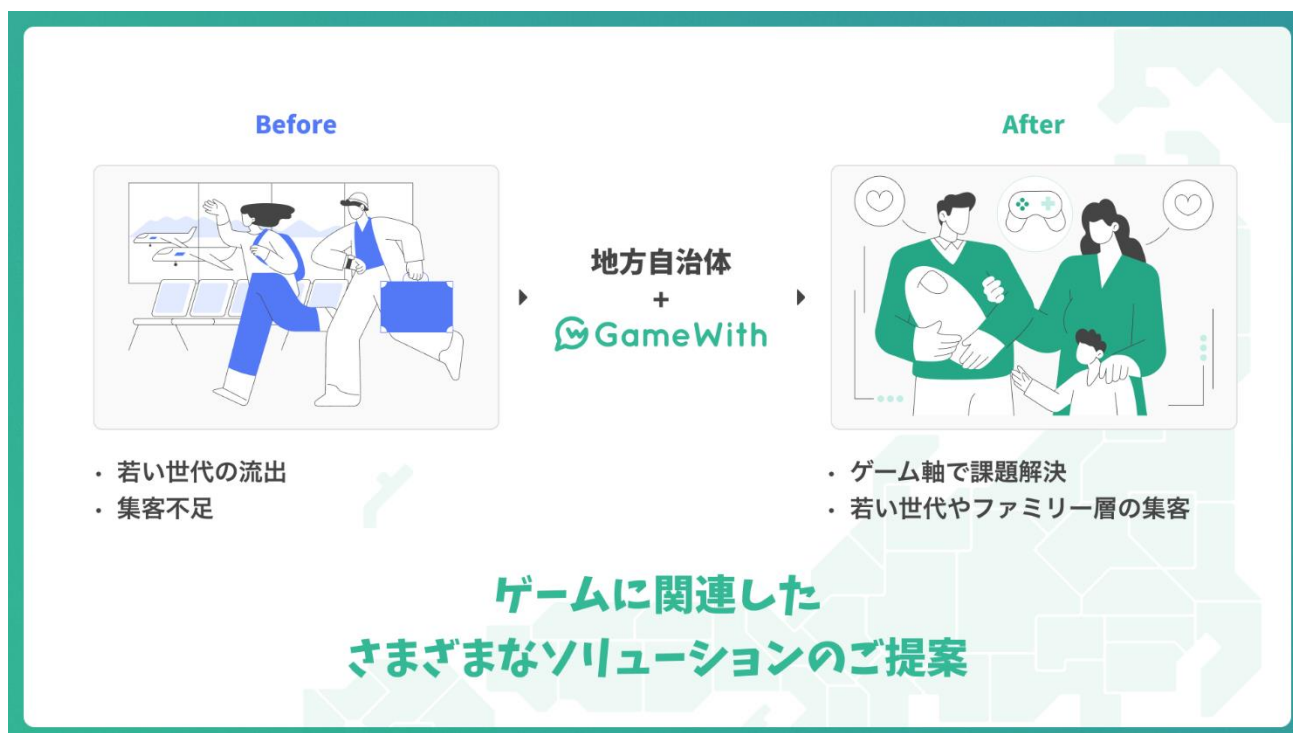 Before
After
地方自治体
+
GameWith
・若い世代の流出
・集客不足
・ゲーム軸で課題解決
・若い世代やファミリー層の集客
ゲームに関連した
さまざまなソリューションのご提案